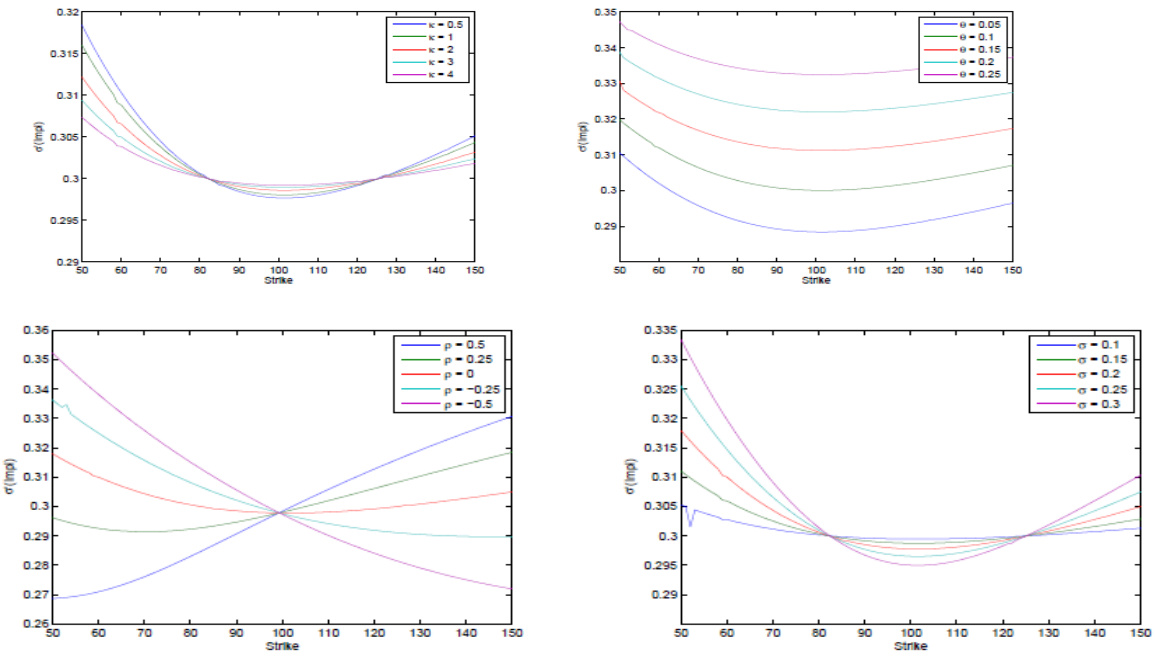 0.32
0.315
0.31
0.305
0.3
0.295
0.29
σ(impl)
50 60 70 80 90 100 110 120 130 140 150
Strike
κ = 0.5
κ = 1
κ = 2
κ = 3
κ = 4
0.35
0.34
0.33
0.32
0.31
0.3
0.29
σ(impl)
50 60 70 80 90 100 110 120 130 140 150
Strike
θ = 0.05
θ = 0.1
θ = 0.15
θ = 0.2
θ = 0.25
0.36
0.35
0.34
0.33
0.32
0.31
0.3
0.29
0.28
0.27
0.26
σ(impl)
50 60 70 80 90 100 110 120 130 140 150
Strike
ρ = 0.5
ρ = 0.25
ρ = 0
ρ = −0.25
ρ = −0.5
0.335
0.33
0.325
0.32
0.315
0.31
0.305
0.3
0.295
0.29
σ(impl)
50 60 70 80 90 100 110 120 130 140 150
Strike
σ = 0.1
σ = 0.15
σ = 0.2
σ = 0.25
σ = 0.3